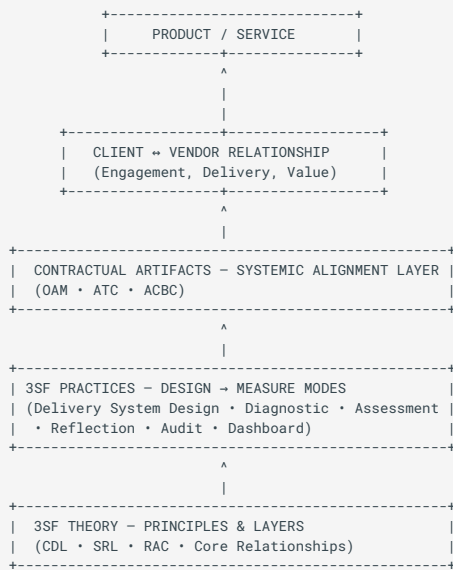 PRODUCT / SERVICE
CLIENT ↔ VENDOR RELATIONSHIP
(Engagement, Delivery, Value)
CONTRACTUAL ARTIFACTS — SYSTEMIC ALIGNMENT LAYER
(OAM • ATC • ACBC)
3SF PRACTICES — DESIGN → MEASURE MODES
(Delivery System Design • Diagnostic • Assessment
• Reflection • Audit • Dashboard)
3SF THEORY — PRINCIPLES & LAYERS
(CDL • SRL • RAC • Core Relationships)